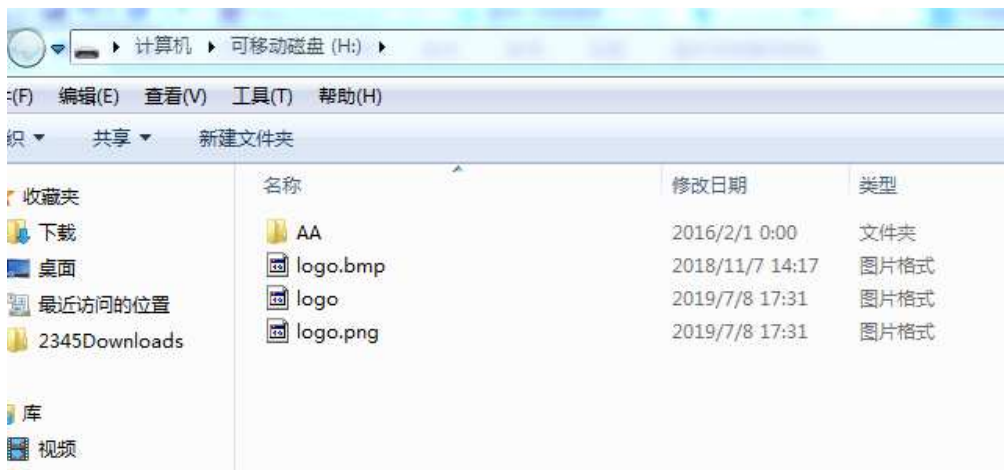 计算机 可移动磁盘 (H:)
(F) 编辑(E) 查看(V) 工具(T) 帮助(H)
织 共享 新建文件夹
名称 修改日期 类型
收藏夹
下载
桌面
最近访问的位置
2345Downloads
库
视频
AA 2016/2/1 0:00 文件夹
logo.bmp 2018/11/7 14:17 图片格式
logo 2019/7/8 17:31 图片格式
logo.png 2019/7/8 17:31 图片格式